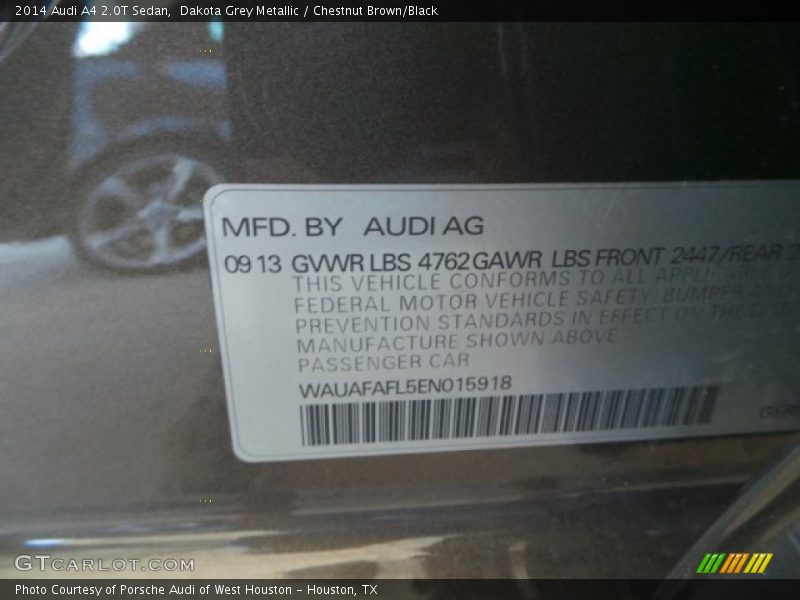 2014 Audi A4 2.0T Sedan, Dakota Grey Metallic / Chestnut Brown/Black
MFD. BY AUDI AG
09 13 GVWR LBS 4762 GAWR LBS FRONT 2447/REAR
THIS VEHICLE CONFORMS TO ALL
FEDERAL MOTOR VEHICLE SAFETY, BUMPER
PREVENTION STANDARDS IN EFFECT ON THE
MANUFACTURE SHOWN ABOVE
PASSENGER CAR
WAUAFAFL5EN015918
GTCARLOT.COM
Photo Courtesy of Porsche Audi of West Houston - Houston, TX